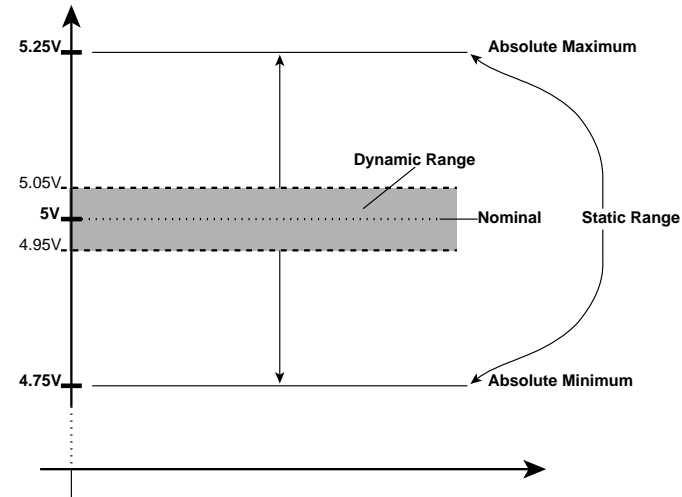 5.25V
Absolute Maximum
Dynamic Range
5.05V
5V
Nominal
Static Range
4.95V
4.75V
Absolute Minimum